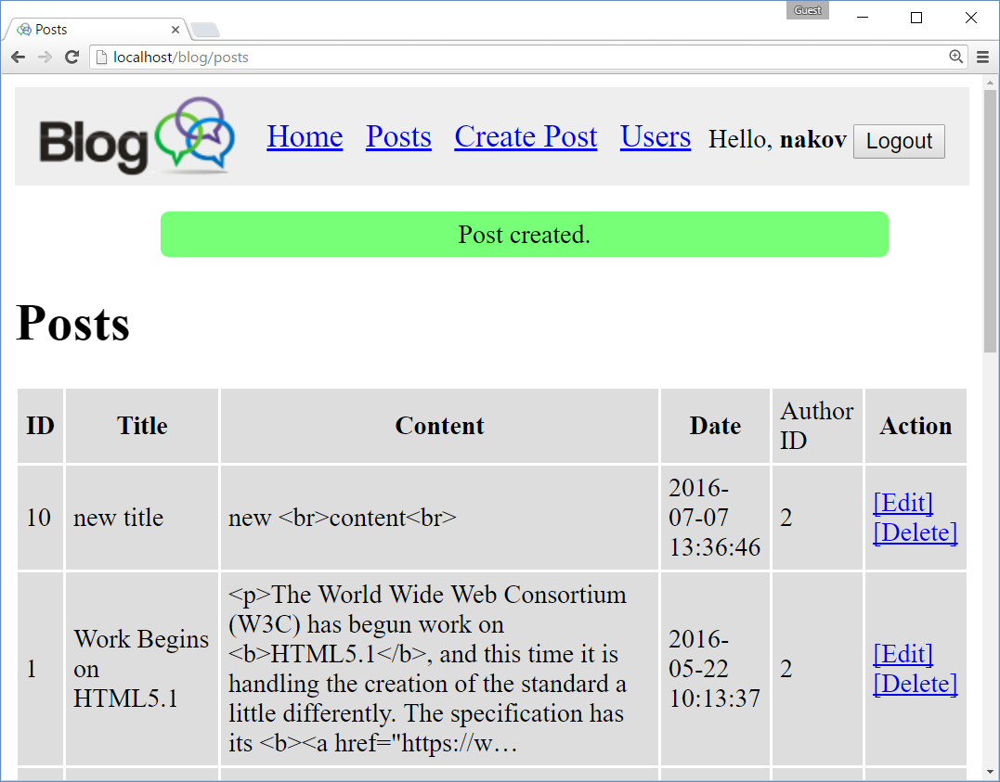 Guest
Posts
localhost/blog/posts
Blog Home Posts Create Post Users Hello, nakov Logout
Post created.
Posts
ID Title Content Date Author ID Action
10
new title
new <br>content<br>
2016-
07-07
13:36:46
2
[Edit]
[Delete]
1
Work Begins
on
HTML5.1
<p>The World Wide Web Consortium
(W3C) has begun work on
<b>HTML5.1</b>, and this time it is
handling the creation of the standard a
little differently. The specification has
its <b><a href="https://w…
2016-
05-22
10:13:37
2
[Edit]
[Delete]